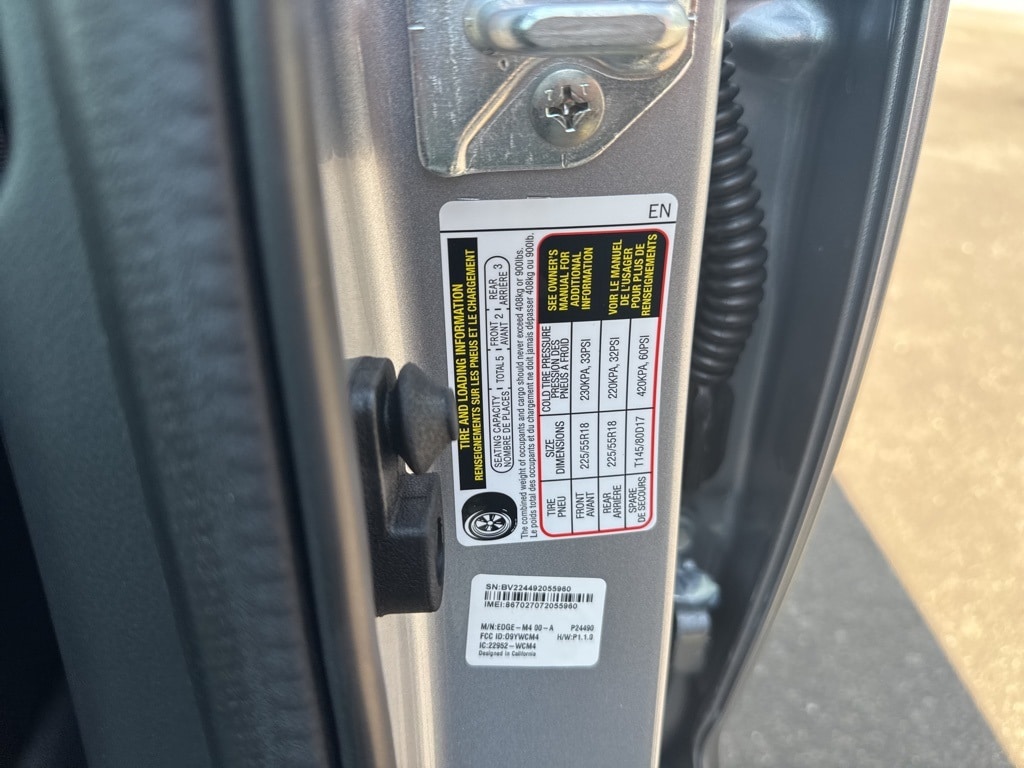 EN
TIRE AND LOADING INFORMATION
RENSEIGNEMENTS SUR LES PNEUS ET LE CHARGEMENT
SEATING CAPACITY | TOTAL 5 | FRONT 2 | REAR 3
NOMBRE DE PLACES | AVANT | ARRIÈRE
The combined weight of occupants and cargo should never exceed 408kg or 900lbs.
Le poids total des occupants et du chargement ne doit jamais dépasser 408kg ou 900lb.
TIRE SIZE COLD TIRE PRESSURE
PNEU DIMENSIONS PRESSION DES
PNEUS À FROID
SEE OWNER'S
MANUAL FOR
ADDITIONAL
INFORMATION
FRONT 225/55R18 230KPA, 33PSI
AVANT
REAR 225/55R18 220KPA, 32PSI
ARRIÈRE
VOIR LE MANUEL
DE L'USAGER
POUR PLUS DE
RENSEIGNEMENTS
SPARE T145/80D17 420KPA, 60PSI
DE SECOURS
SN:BV224492055960
IMEI:867027072055960
M/N:EDGE-M4 00-A P24490
FCC ID:O9YWCM4 H/W:P1.1.0
IC:22952-WCM4
Designed in California